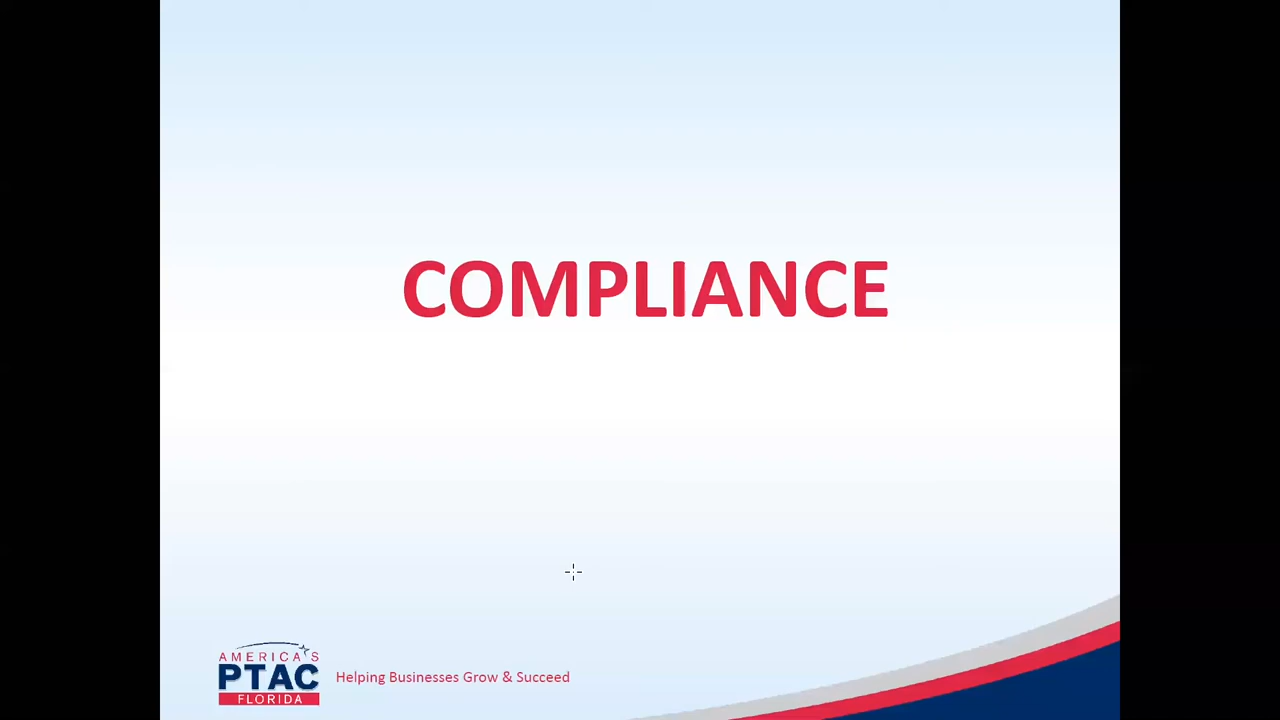 COMPLIANCE
AMERICA'S
PTAC
FLORIDA
Helping Businesses Grow & Succeed